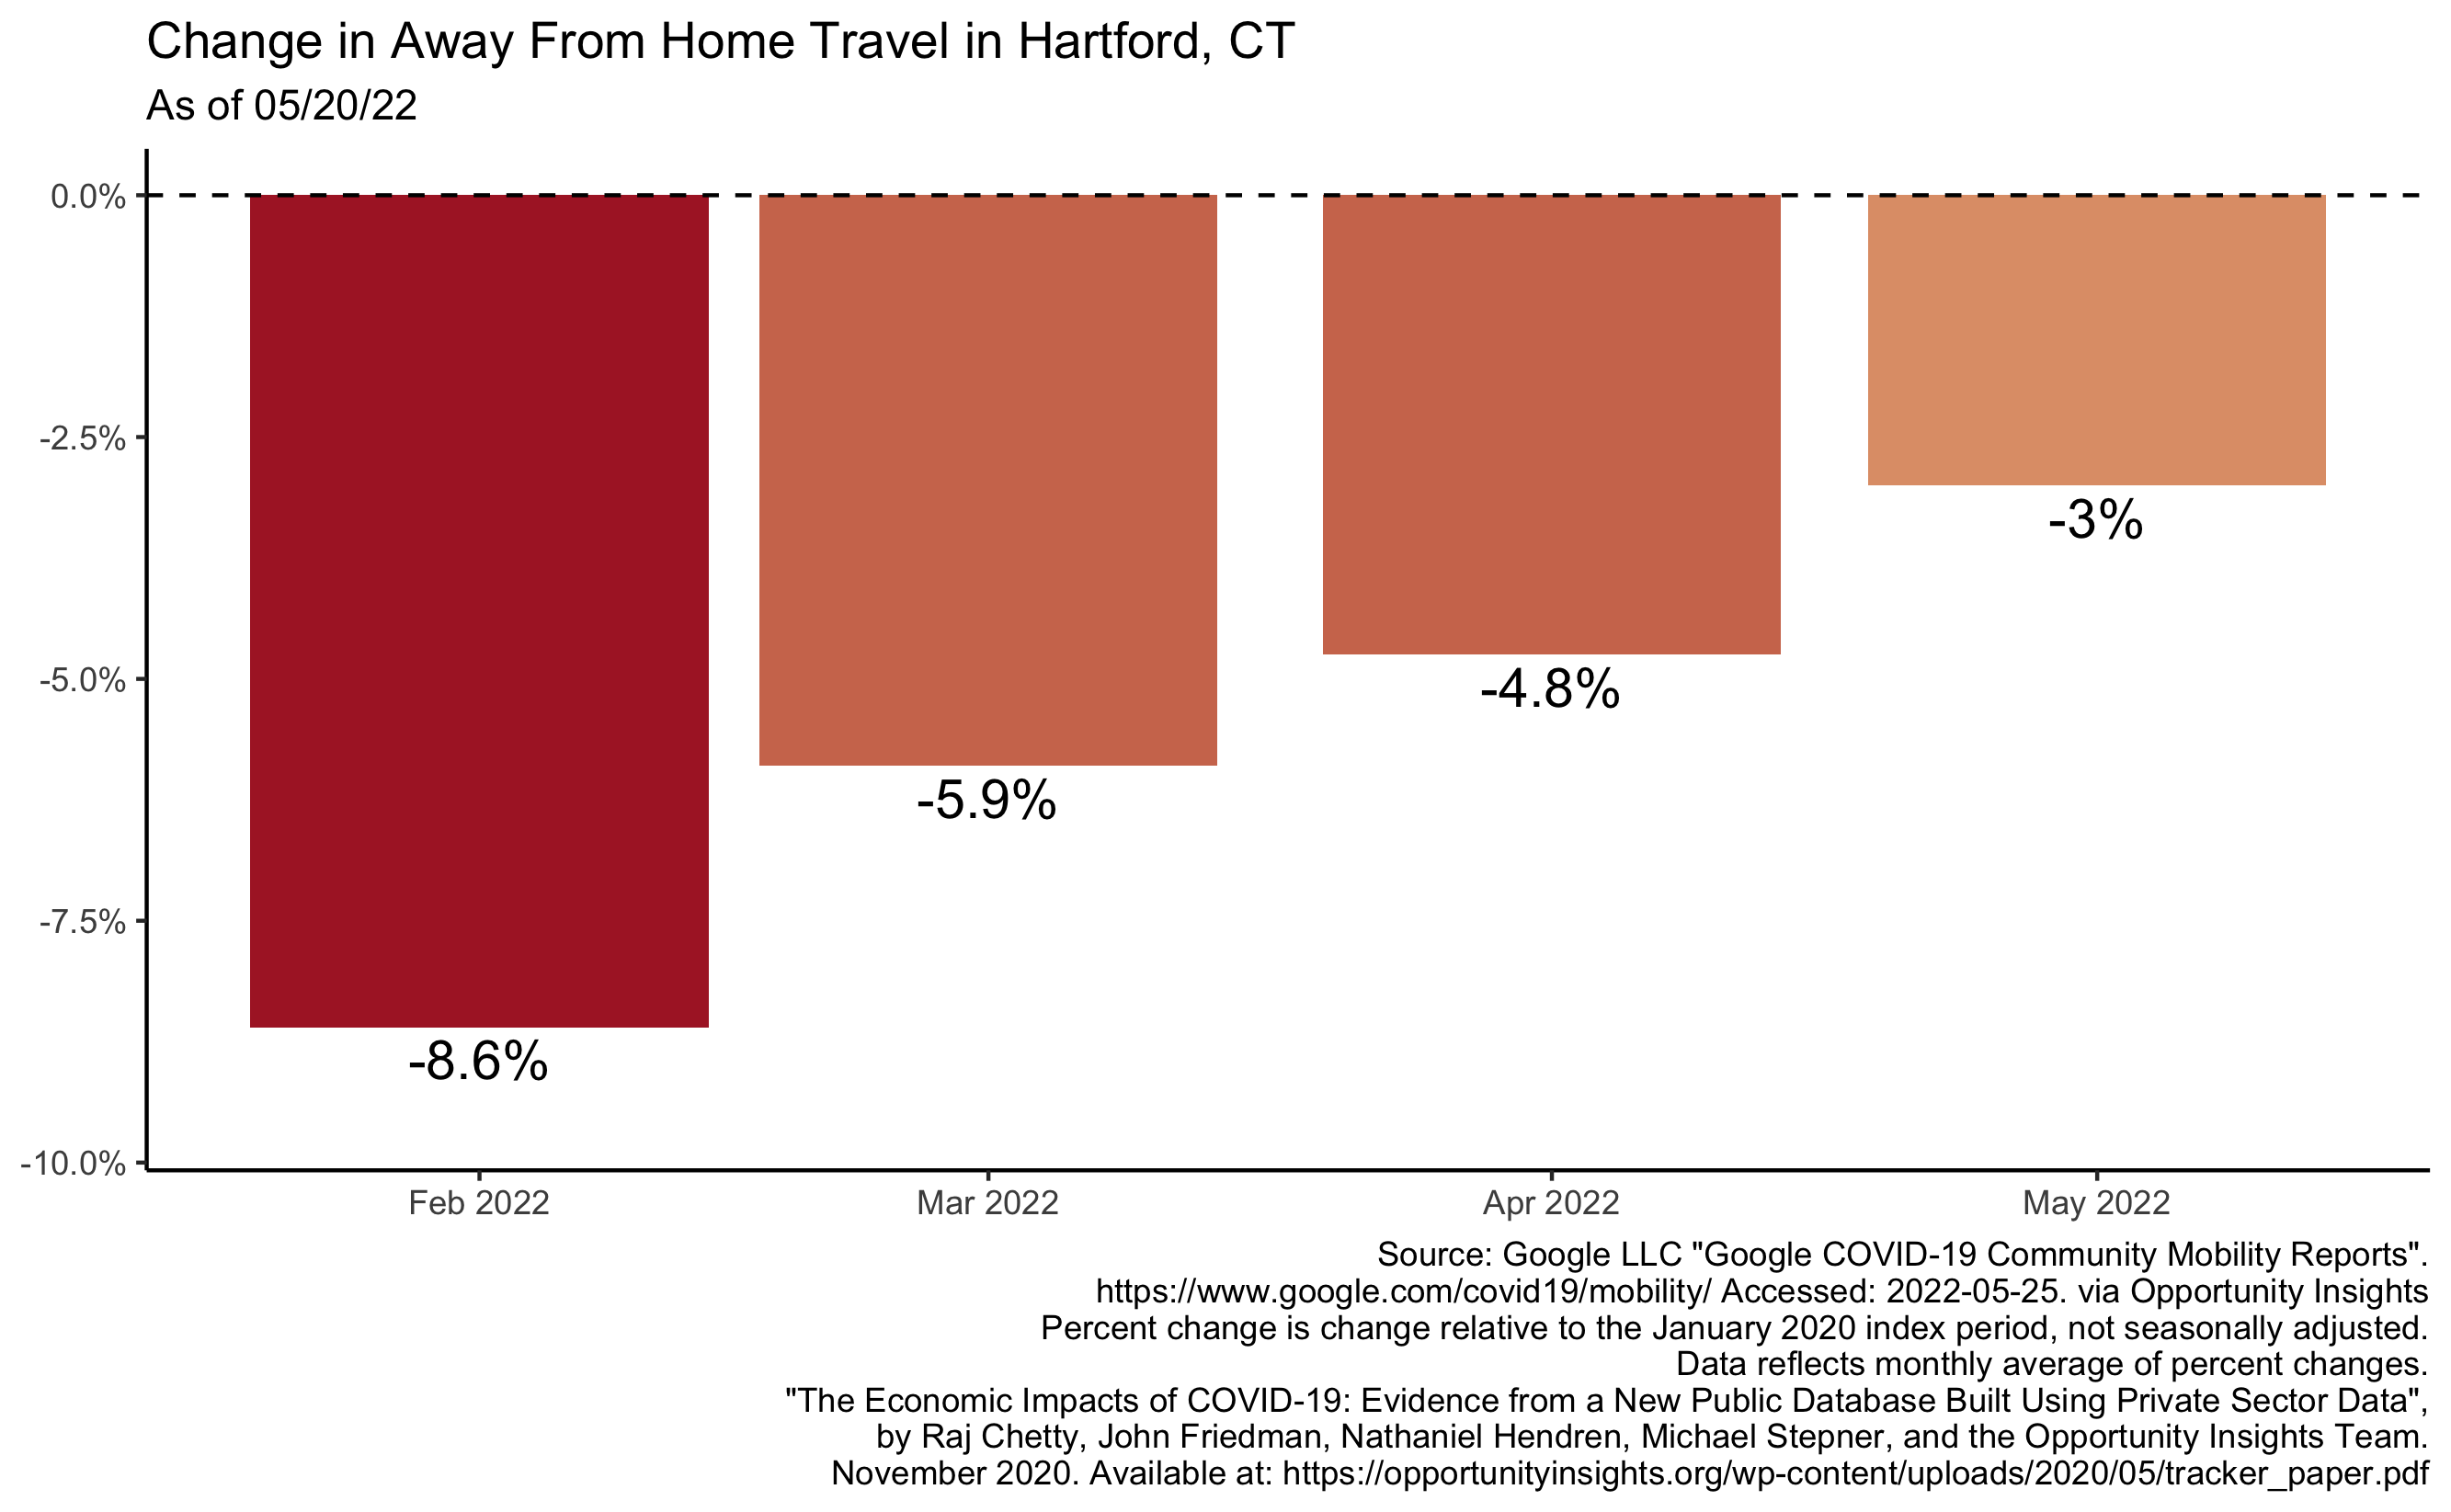 Change in Away From Home Travel in Hartford, CT
As of 05/20/22
0.0%
-2.5%
-5.0%
-7.5%
-10.0%
-8.6%
-5.9%
-4.8%
-3%
Feb 2022
Mar 2022
Apr 2022
May 2022
Source: Google LLC "Google COVID-19 Community Mobility Reports".
https://www.google.com/covid19/mobility/ Accessed: 2022-05-25. via Opportunity Insights
Percent change is change relative to the January 2020 index period, not seasonally adjusted.
Data reflects monthly average of percent changes.
"The Economic Impacts of COVID-19: Evidence from a New Public Database Built Using Private Sector Data",
by Raj Chetty, John Friedman, Nathaniel Hendren, Michael Stepner, and the Opportunity Insights Team.
November 2020. Available at: https://opportunityinsights.org/wp-content/uploads/2020/05/tracker_paper.pdf